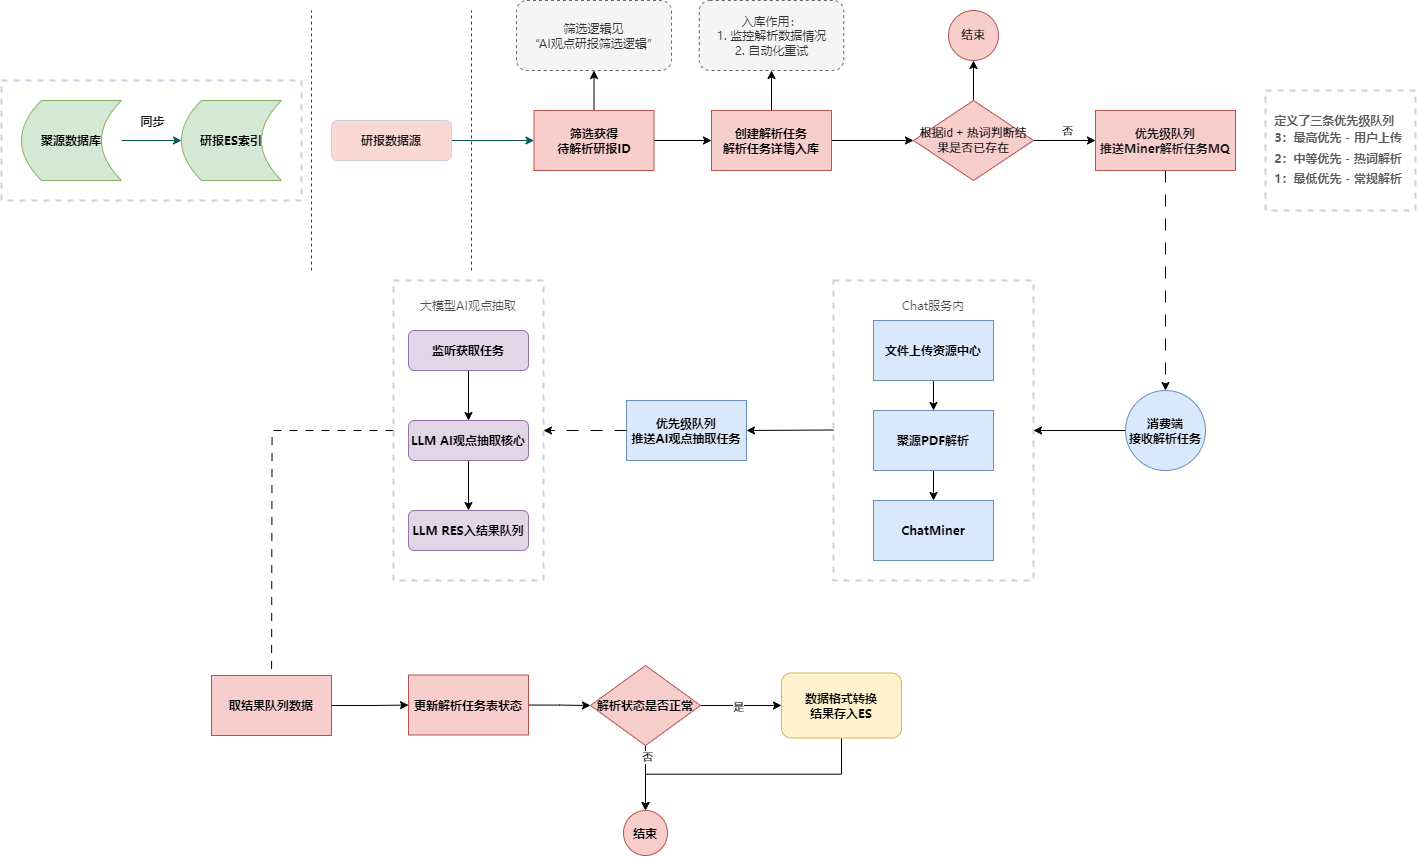 筛选逻辑见
“AI观点研报筛选逻辑”
入库作用：
1. 监控解析数据情况
2. 自动化重试
结束
聚源数据库
同步
研报ES索引
研报数据源
筛选获得
待解析研报ID
创建解析任务
解析任务详情入库
根据id + 热词判断结
果是否已存在
否
优先级队列
推送Miner解析任务MQ
定义了三条优先级队列
3：最高优先 - 用户上传
2：中等优先 - 热词解析
1：最低优先 - 常规解析
大模型AI观点抽取
监听获取任务
LLM AI观点抽取核心
LLM RES入结果队列
优先级队列
推送AI观点抽取任务
Chat服务内
文件上传资源中心
聚源PDF解析
ChatMiner
消费端
接收解析任务
取结果队列数据
更新解析任务表状态
解析状态是否正常
是
数据格式转换
结果存入ES
否
结束